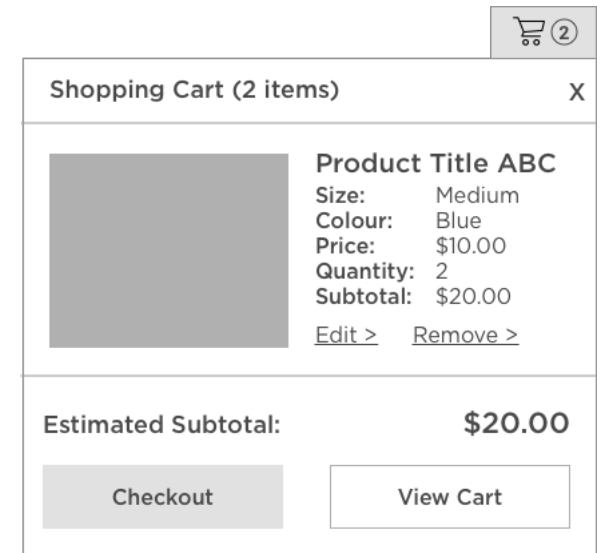 2
Shopping Cart (2 items) X
Product Title ABC
Size: Medium
Colour: Blue
Price: $10.00
Quantity: 2
Subtotal: $20.00
Edit > Remove >
Estimated Subtotal: $20.00
Checkout View Cart